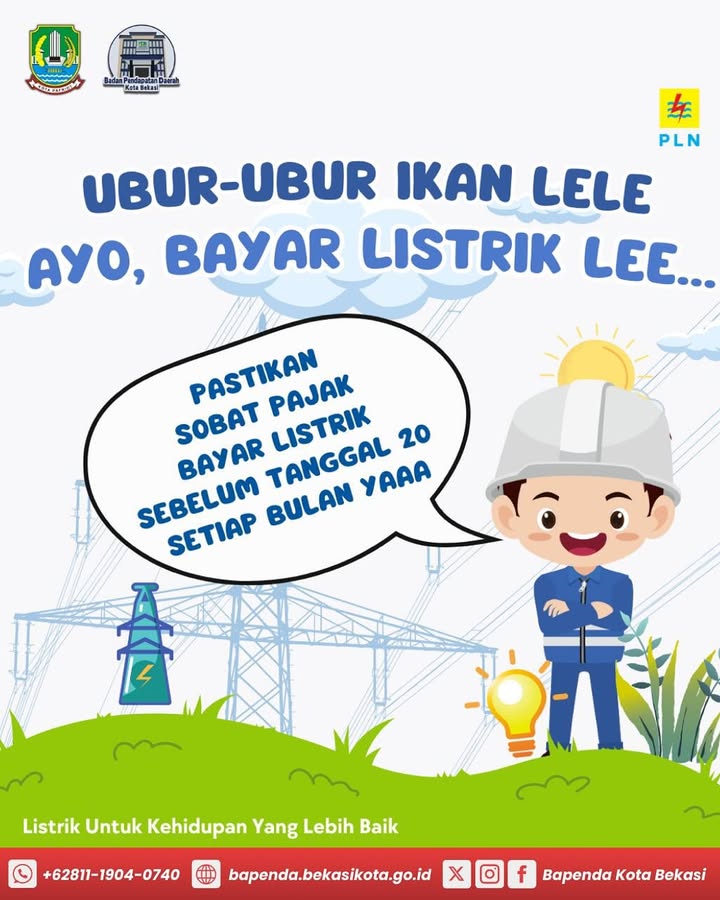 KOTA BEKASI
Badan Pendapatan Daerah
Kota Bekasi
PLN
UBUR-UBUR IKAN LELE
AYO, BAYAR LISTRIK LEE...
PASTIKAN
SOBAT PAJAK
BAYAR LISTRIK
SEBELUM TANGGAL 20
SETIAP BULAN YAAA
Listrik Untuk Kehidupan Yang Lebih Baik
+62811-1904-0740 bapenda.bekasikota.go.id Bapenda Kota Bekasi